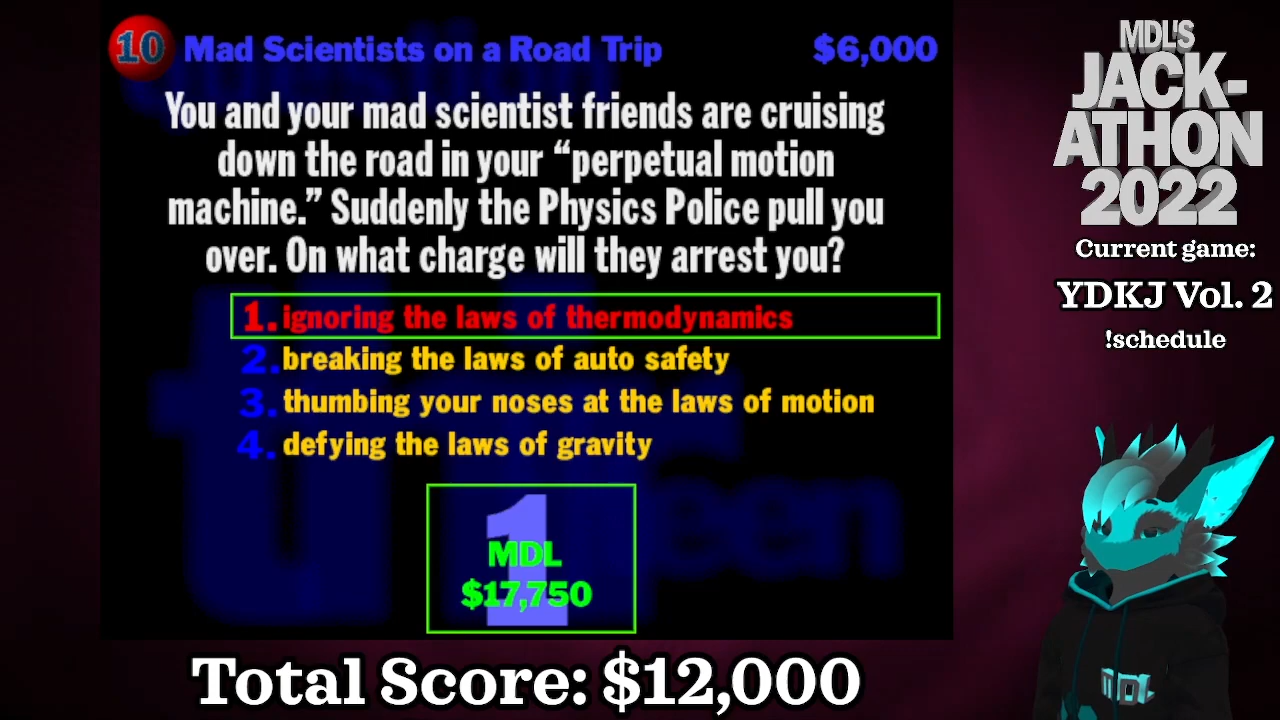 10 Mad Scientists on a Road Trip $6,000
You and your mad scientist friends are cruising
down the road in your “perpetual motion
machine.” Suddenly the Physics Police pull you
over. On what charge will they arrest you?
1. ignoring the laws of thermodynamics
2. breaking the laws of auto safety
3. thumbing your noses at the laws of motion
4. defying the laws of gravity
1
MDL
$17,750
Total Score: $12,000
MDL'S
JACK-
ATHON
2022
Current game:
YDKJ Vol. 2
!schedule
MDL